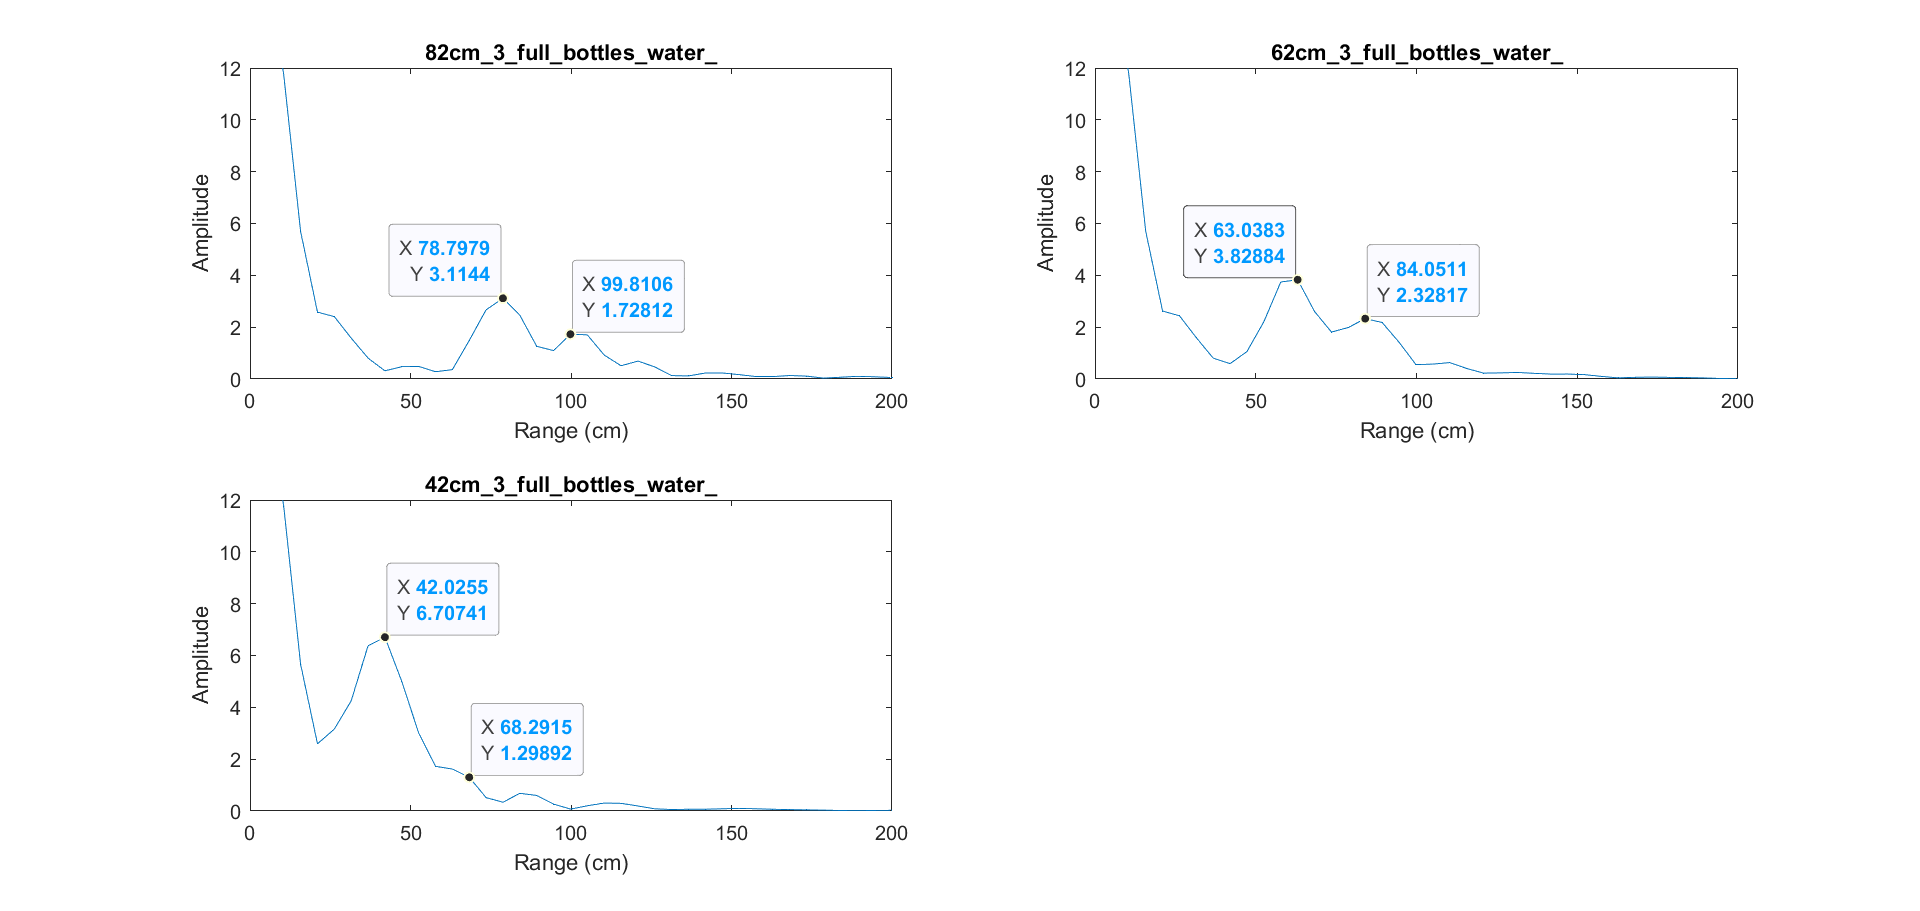 82cm_3_full_bottles_water_
12
10
8
6
4
2
0
Amplitude
X 78.7979
Y 3.1144
X 99.8106
Y 1.72812
0 50 100 150 200
Range (cm)
62cm_3_full_bottles_water_
12
10
8
6
4
2
0
Amplitude
X 63.0383
Y 3.82884
X 84.0511
Y 2.32817
0 50 100 150 200
Range (cm)
42cm_3_full_bottles_water_
12
10
8
6
4
2
0
Amplitude
X 42.0255
Y 6.70741
X 68.2915
Y 1.29892
0 50 100 150 200
Range (cm)